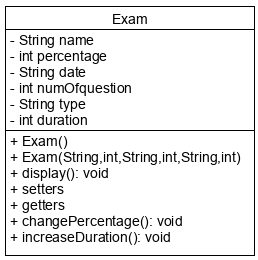 Exam
- String name
- int percentage
- String date
- int numOfquestion
- String type
- int duration
+ Exam()
+ Exam(String,int,String,int,String,int)
+ display(): void
+ setters
+ getters
+ changePercentage(): void
+ increaseDuration(): void